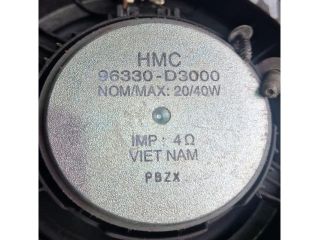 HMC
96330-D3000
NOM/MAX: 20/40W
IMP : 4Ω
VIET NAM
PBZX